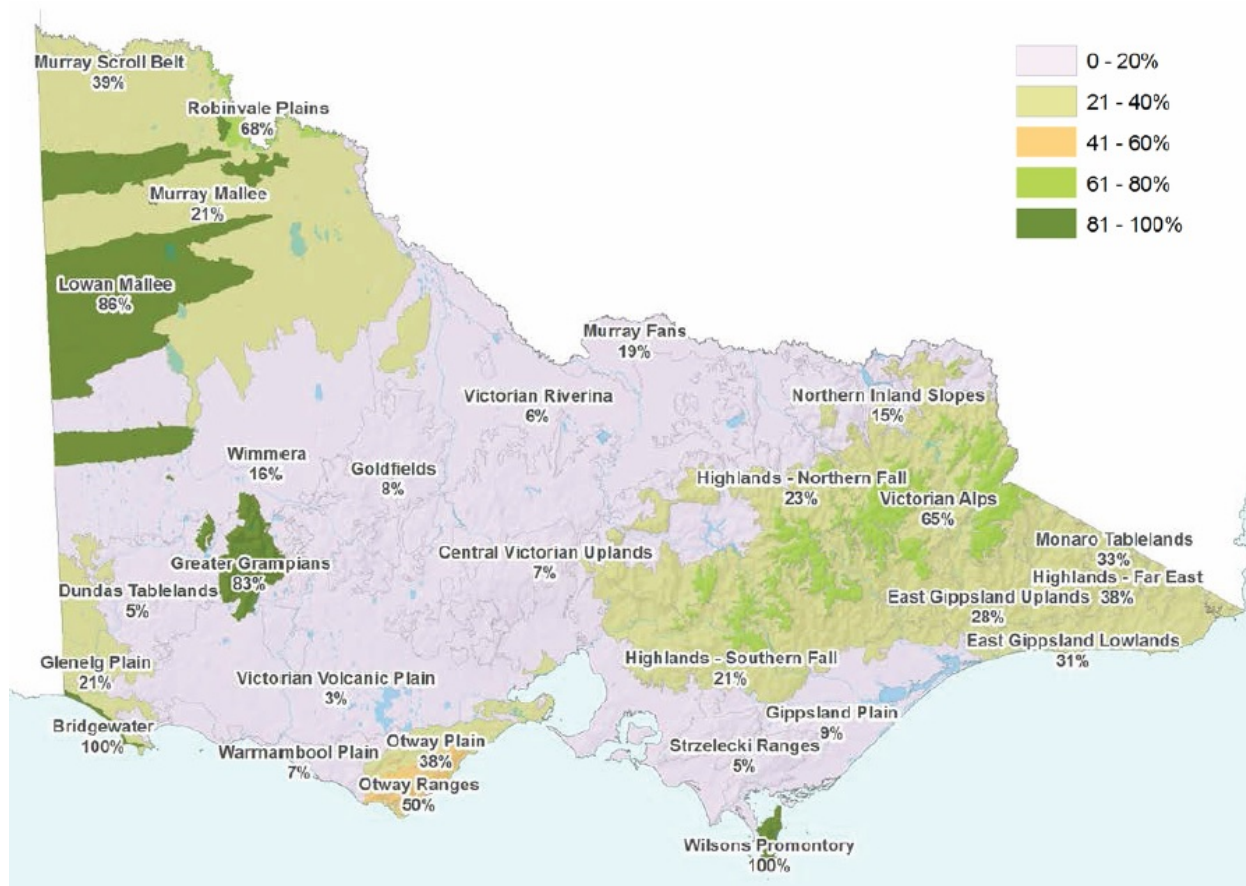 Murray Scroll Belt
39%
Robinvale Plains
68%
Murray Mallee
21%
Lowan Mallee
86%
Murray Fans
19%
Victorian Riverina
6%
Northern Inland Slopes
15%
Wimmera
16%
Goldfields
8%
Highlands - Northern Fall
23%
Victorian Alps
65%
Greater Grampians
83%
Central Victorian Uplands
7%
Monaro Tablelands
33%
Highlands - Far East
38%
Dundas Tablelands
5%
East Gippsland Uplands
28%
East Gippsland Lowlands
31%
Glenelg Plain
21%
Victorian Volcanic Plain
3%
Highlands - Southern Fall
21%
Gippsland Plain
9%
Bridgewater
100%
Warrnambool Plain
7%
Otway Plain
38%
Strzelecki Ranges
5%
Otway Ranges
50%
Wilsons Promontory
100%
0 - 20%
21 - 40%
41 - 60%
61 - 80%
81 - 100%